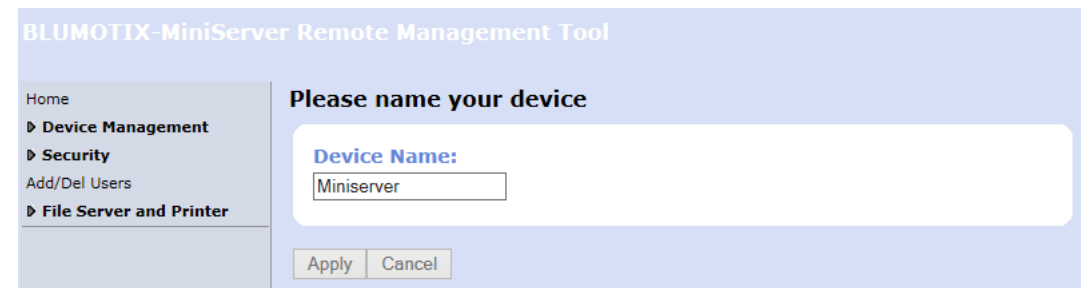 BLUMOTIX-MiniServer Remote Management Tool
Home
Device Management
Security
Add/Del Users
File Server and Printer
Please name your device
Device Name:
Miniserver
Apply
Cancel